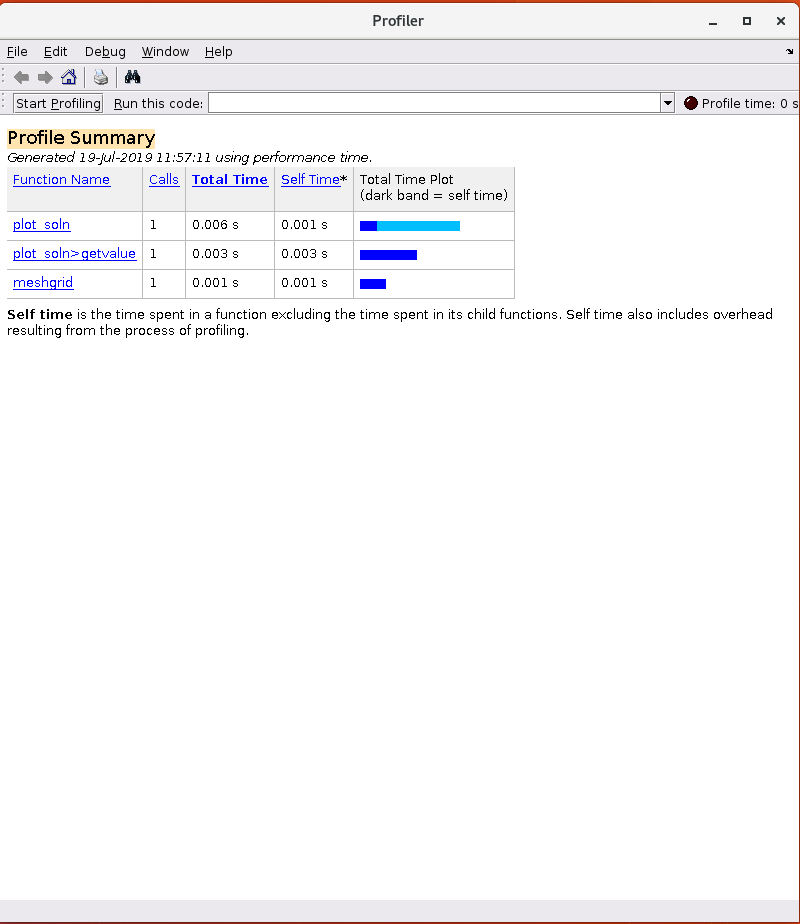 Profiler
File Edit Debug Window Help
Start Profiling Run this code: Profile time: 0 s
Profile Summary
Generated 19-Jul-2019 11:57:11 using performance time.
Function Name Calls Total Time Self Time* Total Time Plot
(dark band = self time)
plot_soln 1 0.006 s 0.001 s
plot_soln>getvalue 1 0.003 s 0.003 s
meshgrid 1 0.001 s 0.001 s
Self time is the time spent in a function excluding the time spent in its child functions. Self time also includes overhead
resulting from the process of profiling.